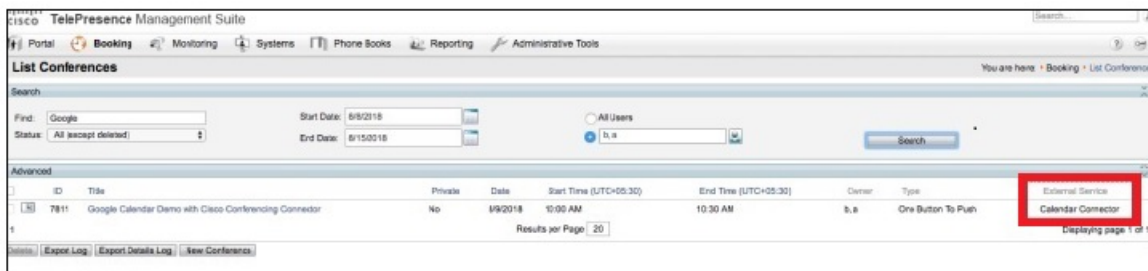 CISCO TelePresence Management Suite
Search...
Portal Booking Monitoring Systems Phone Books Reporting Administrative Tools
List Conferences
You are here: • Booking • List Conference
Search
Find: Google Start Date: 8/8/2018 All Users
Status: All (except deleted) End Date: 8/15/2018 b, a Search
Advanced
ID Title Private Date Start Time (UTC+05:30) End Time (UTC+05:30) Owner Type External Service
7811 Google Calendar Demo with Cisco Conferencing Connector No 8/9/2018 10:00 AM 10:30 AM b, a One Button To Push Calendar Connector
Results per Page 20 Displaying page 1 of 1
Delete Export Log Export Details Log New Conference